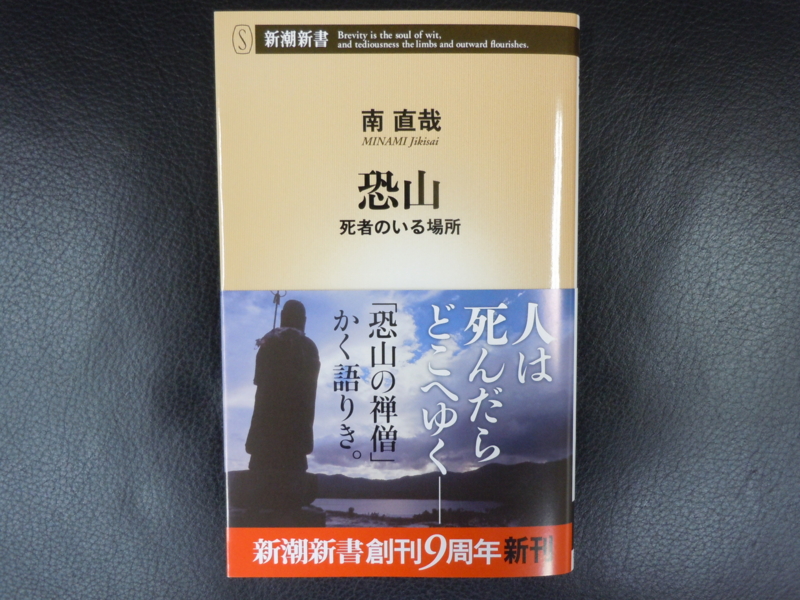 S
新潮新書
Brevity is the soul of wit,
and tediousness the limbs and outward flourishes.
南 直哉
MINAMI Jikisai
恐山
死者のいる場所
人は
死んだら
どこへゆく――
「恐山の禅僧」
かく語りき。
新潮新書創刊9周年 新刊